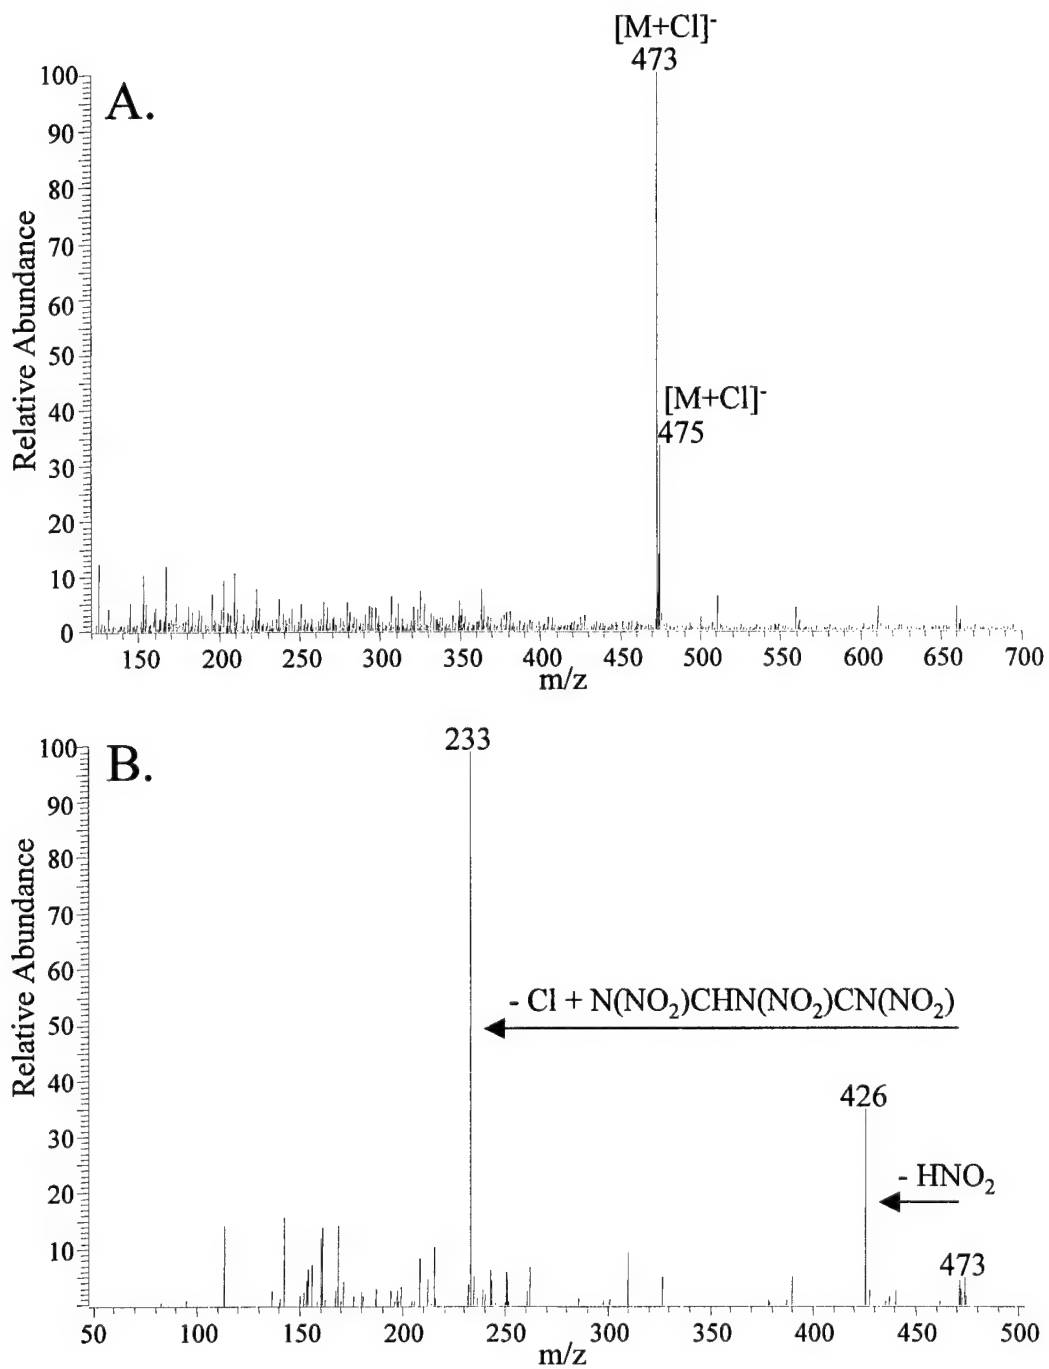 [M+Cl]-
473
100
A.
90
80
70
60
50
[M+Cl]-
475
40
30
20
10
0
Relative Abundance
150 200 250 300 350 400 450 500 550 600 650 700
m/z
233
100
B.
90
80
70
60
- Cl + N(NO2)CHN(NO2)CN(NO2)
50
40
426
30
- HNO2
20
473
10
Relative Abundance
50 100 150 200 250 300 350 400 450 500
m/z